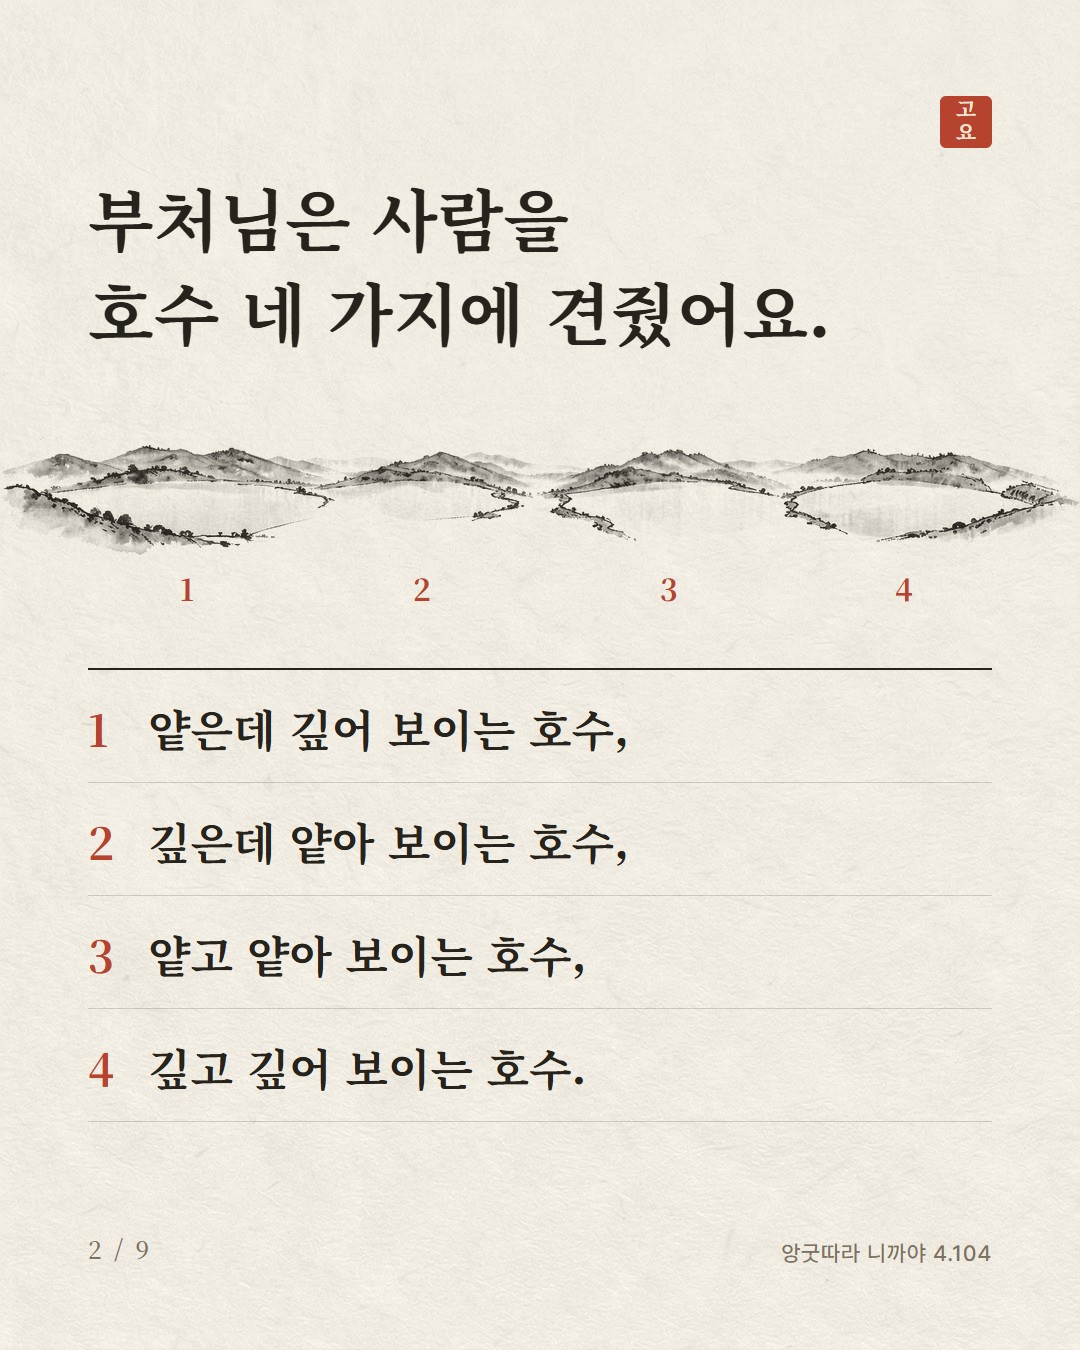 고
요
부처님은 사람을
호수 네 가지에 견줬어요.
1 2 3 4
1 얕은데 깊어 보이는 호수,
2 깊은데 얕아 보이는 호수,
3 얕고 얕아 보이는 호수,
4 깊고 깊어 보이는 호수.
2 / 9
앙굿따라 니까야 4.104